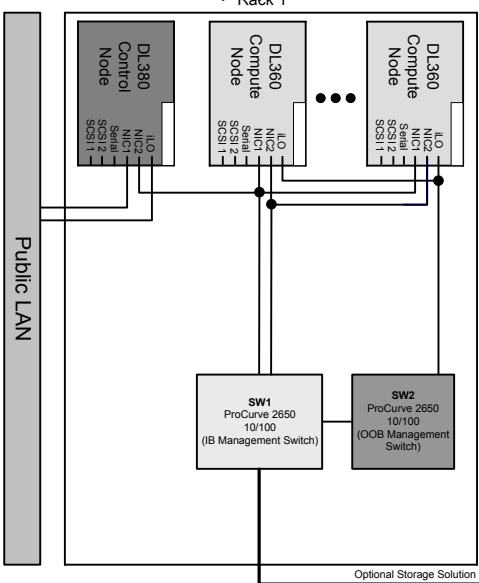 Rack 1
DL380
Control
Node
iLO
NIC2
NIC1
Serial
SCSI 2
SCSI 1
DL360
Compute
Node
iLO
NIC2
NIC1
Serial
SCSI 2
SCSI 1
DL360
Compute
Node
iLO
NIC2
NIC1
Serial
SCSI 2
SCSI 1
Public LAN
SW1
ProCurve 2650
10/100
(IB Management Switch)
SW2
ProCurve 2650
10/100
(OOB Management
Switch)
Optional Storage Solution